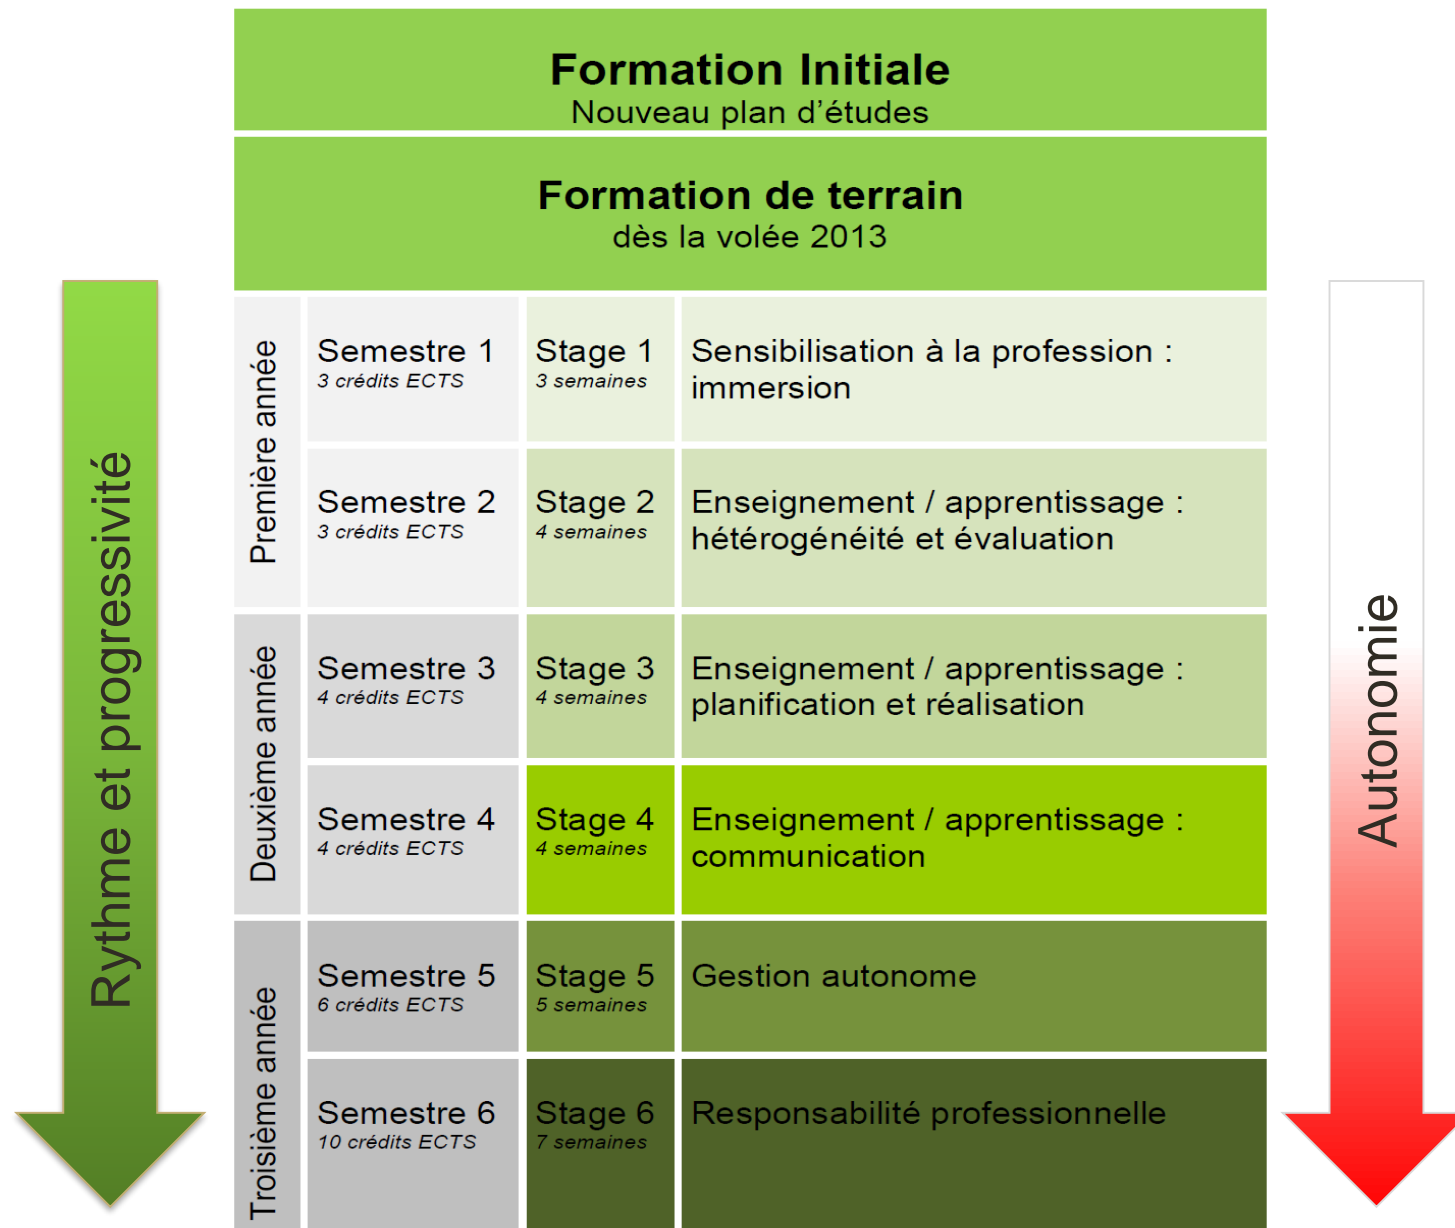 Formation Initiale
Nouveau plan d'études
Formation de terrain
dès la volée 2013
Rythme et progressivité
Première année
Semestre 1
3 crédits ECTS
Stage 1
3 semaines
Sensibilisation à la profession :
immersion
Semestre 2
3 crédits ECTS
Stage 2
4 semaines
Enseignement / apprentissage :
hétérogénéité et évaluation
Deuxième année
Semestre 3
4 crédits ECTS
Stage 3
4 semaines
Enseignement / apprentissage :
planification et réalisation
Semestre 4
4 crédits ECTS
Stage 4
4 semaines
Enseignement / apprentissage :
communication
Troisième année
Semestre 5
6 crédits ECTS
Stage 5
5 semaines
Gestion autonome
Semestre 6
10 crédits ECTS
Stage 6
7 semaines
Responsabilité professionnelle
Autonomie